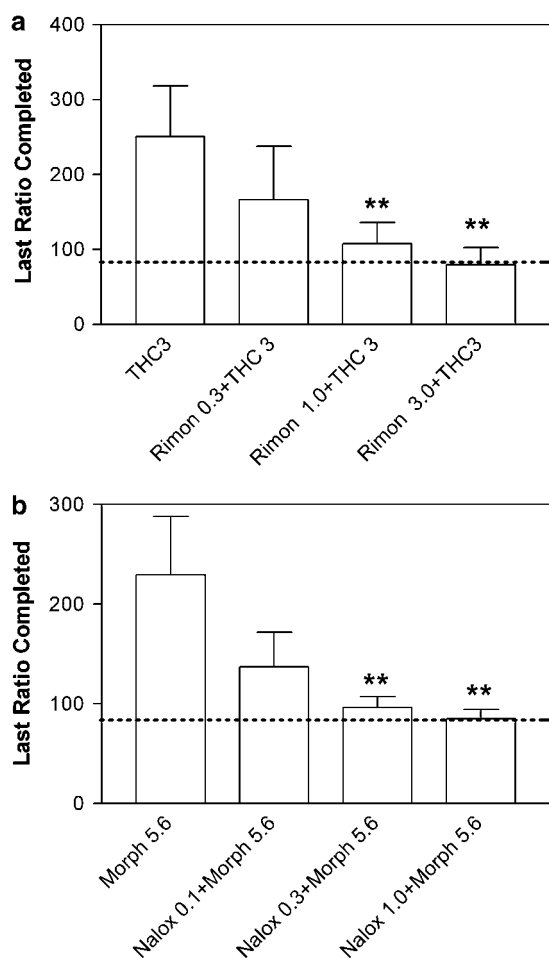 a
Last Ratio Completed
400
300
200
100
0
**
**
THC3
Rimon 0.3+THC 3
Rimon 1.0+THC 3
Rimon 3.0+THC3
b
Last Ratio Completed
300
200
100
0
**
**
Morph 5.6
Nalox 0.1+Morph 5.6
Nalox 0.3+Morph 5.6
Nalox 1.0+Morph 5.6